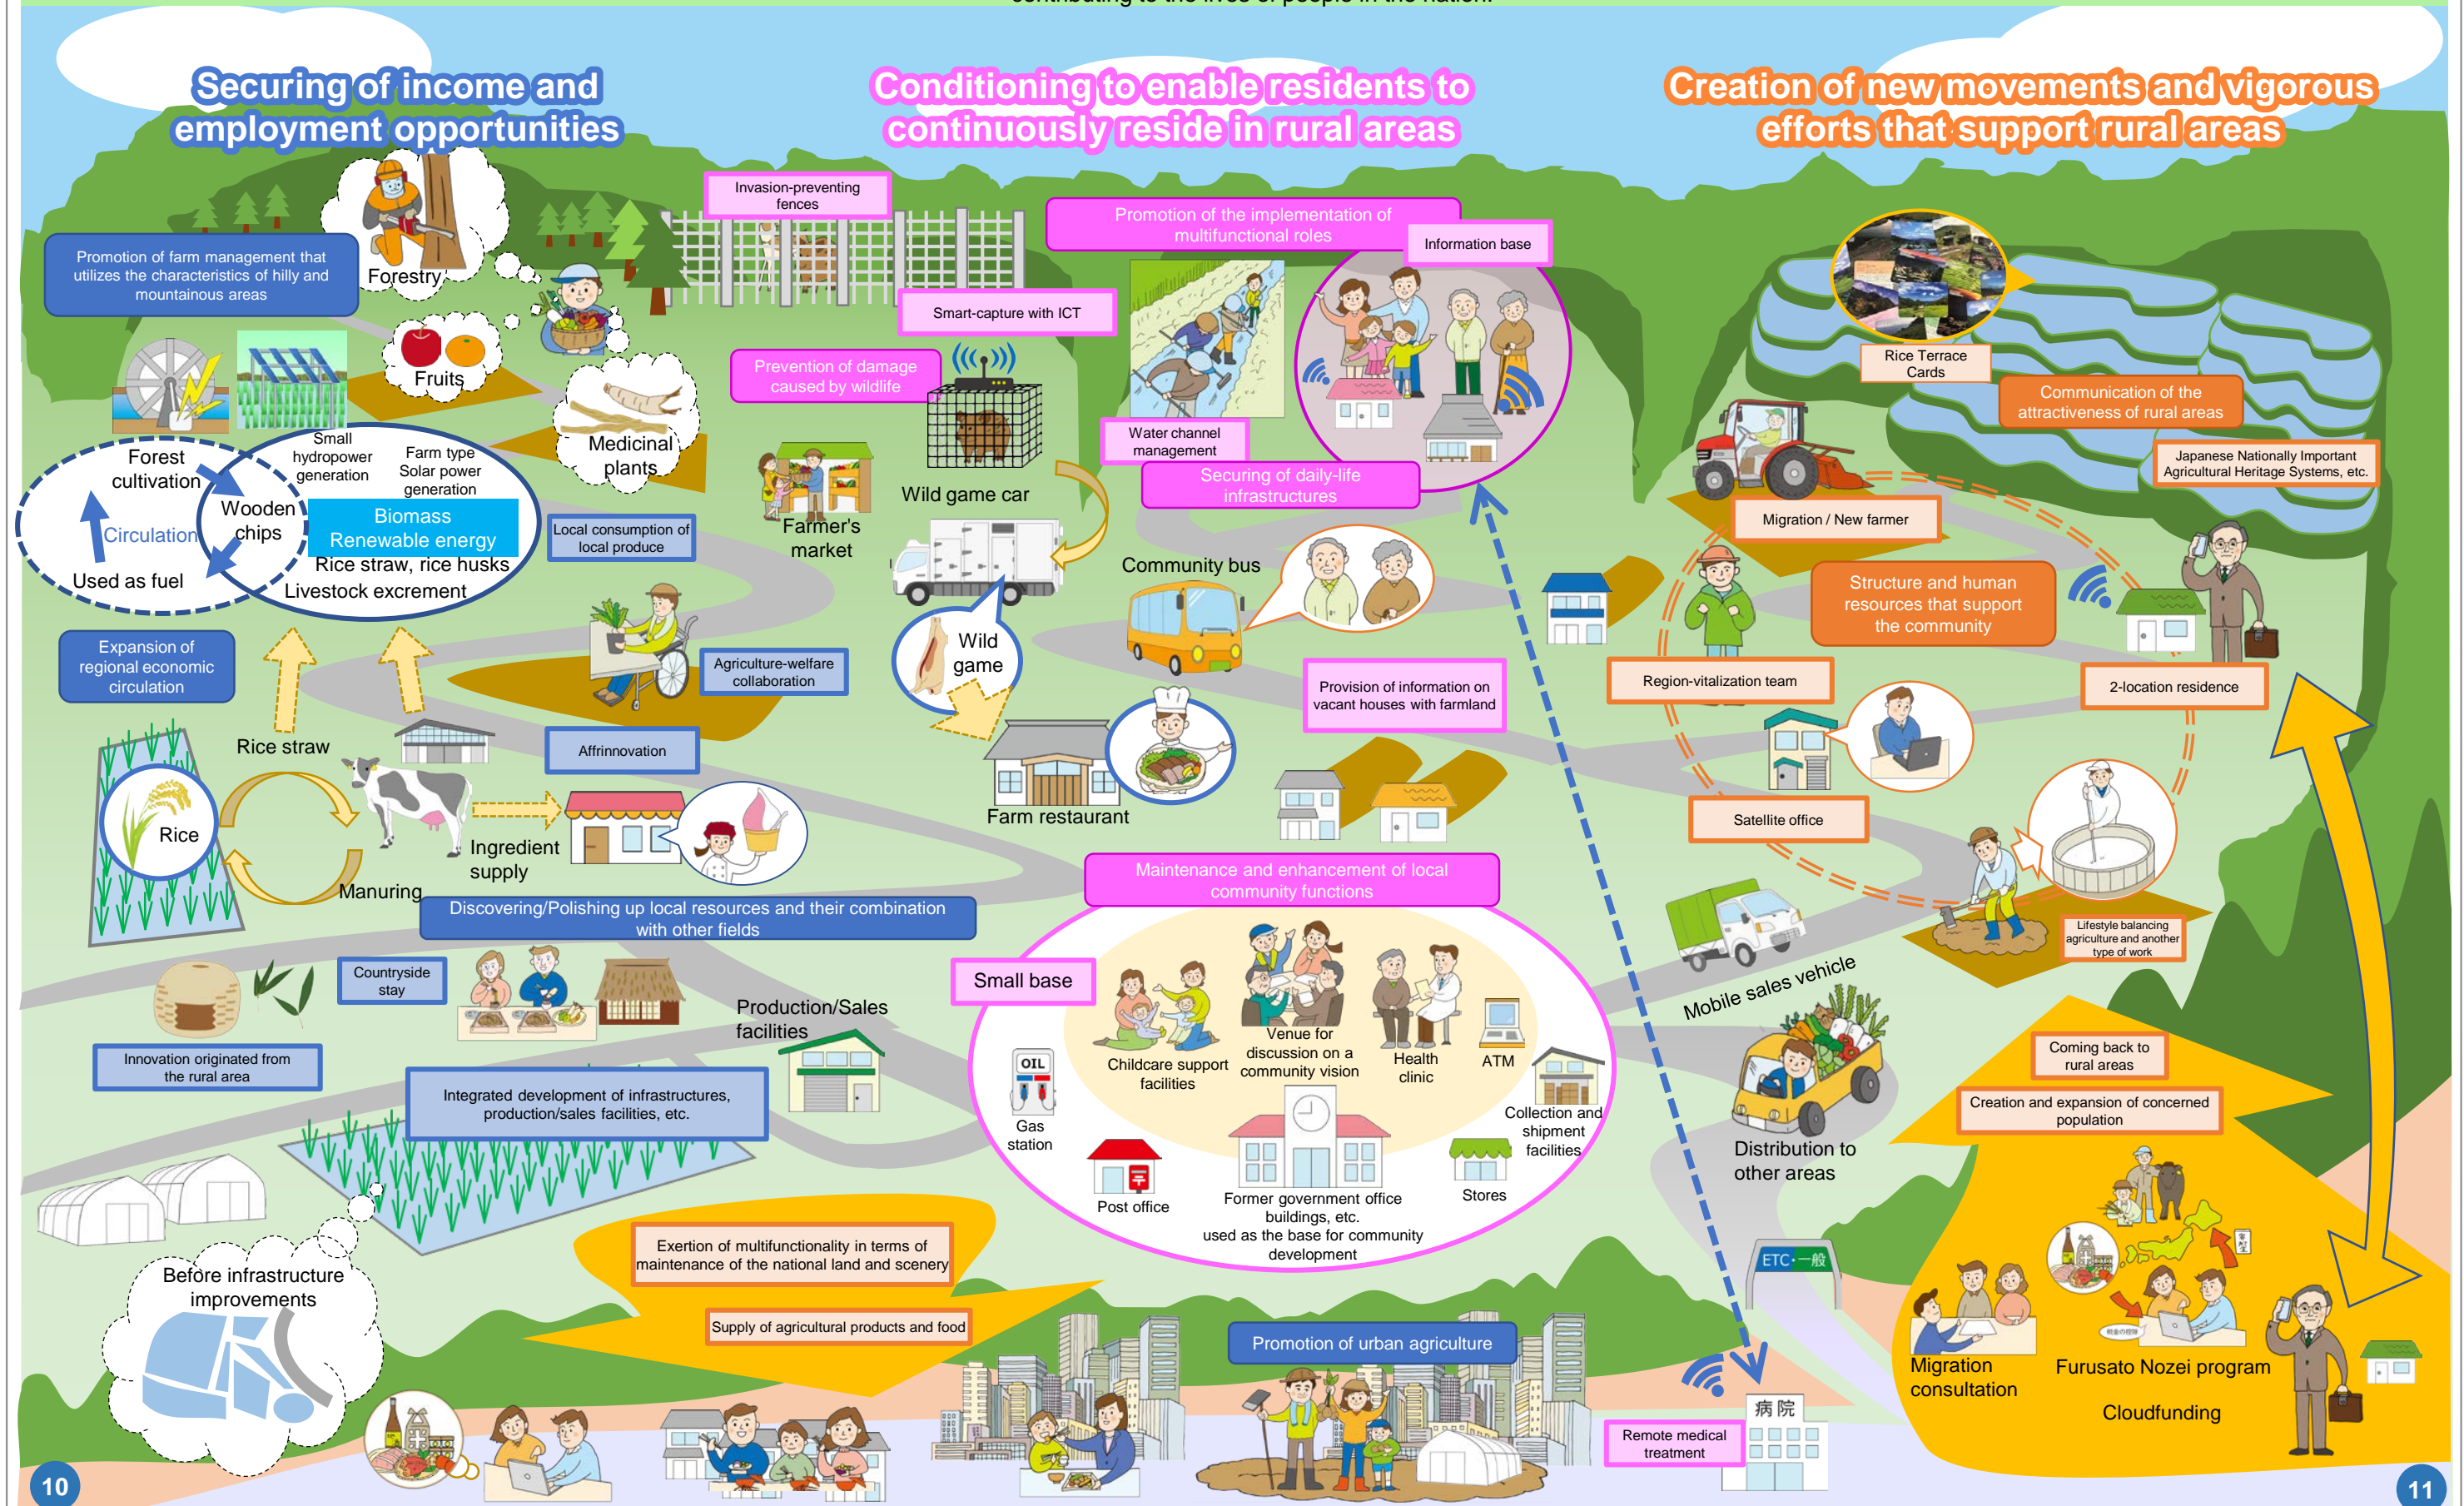 contributing to the lives of people in the nation.
Securing of income and
employment opportunities
Conditioning to enable residents to
continuously reside in rural areas
Creation of new movements and vigorous
efforts that support rural areas
Promotion of farm management that
utilizes the characteristics of hilly and
mountainous areas
Forestry
Fruits
Medicinal
plants
Small
hydropower
generation
Farm type
Solar power
generation
Forest
cultivation
Wooden
chips
Circulation
Used as fuel
Biomass
Renewable energy
Rice straw, rice husks
Livestock excrement
Expansion of
regional economic
circulation
Local consumption of
local produce
Agriculture-welfare
collaboration
Affrinnovation
Rice straw
Rice
Manuring
Ingredient
supply
Discovering/Polishing up local resources and their combination
with other fields
Countryside
stay
Innovation originated from
the rural area
Production/Sales
facilities
Integrated development of infrastructures,
production/sales facilities, etc.
Before infrastructure
improvements
Exertion of multifunctionality in terms of
maintenance of the national land and scenery
Supply of agricultural products and food
Invasion-preventing
fences
Smart-capture with ICT
Prevention of damage
caused by wildlife
Farmer's
market
Wild game car
Wild
game
Farm restaurant
Promotion of the implementation of
multifunctional roles
Information base
Water channel
management
Securing of daily-life
infrastructures
Community bus
Provision of information on
vacant houses with farmland
Maintenance and enhancement of local
community functions
Small base
Childcare support
facilities
Venue for
discussion on a
community vision
Health
clinic
ATM
OIL
Gas
station
Collection and
shipment
facilities
Post office
Former government office
buildings, etc.
used as the base for community
development
Stores
Promotion of urban agriculture
Remote medical
treatment
病院
Rice Terrace
Cards
Communication of the
attractiveness of rural areas
Japanese Nationally Important
Agricultural Heritage Systems, etc.
Migration / New farmer
Structure and human
resources that support
the community
Region-vitalization team
2-location residence
Satellite office
Lifestyle balancing
agriculture and another
type of work
Mobile sales vehicle
Distribution to
other areas
ETC・一般
Coming back to
rural areas
Creation and expansion of concerned
population
Migration
consultation
Furusato Nozei program
Cloudfunding
10
11